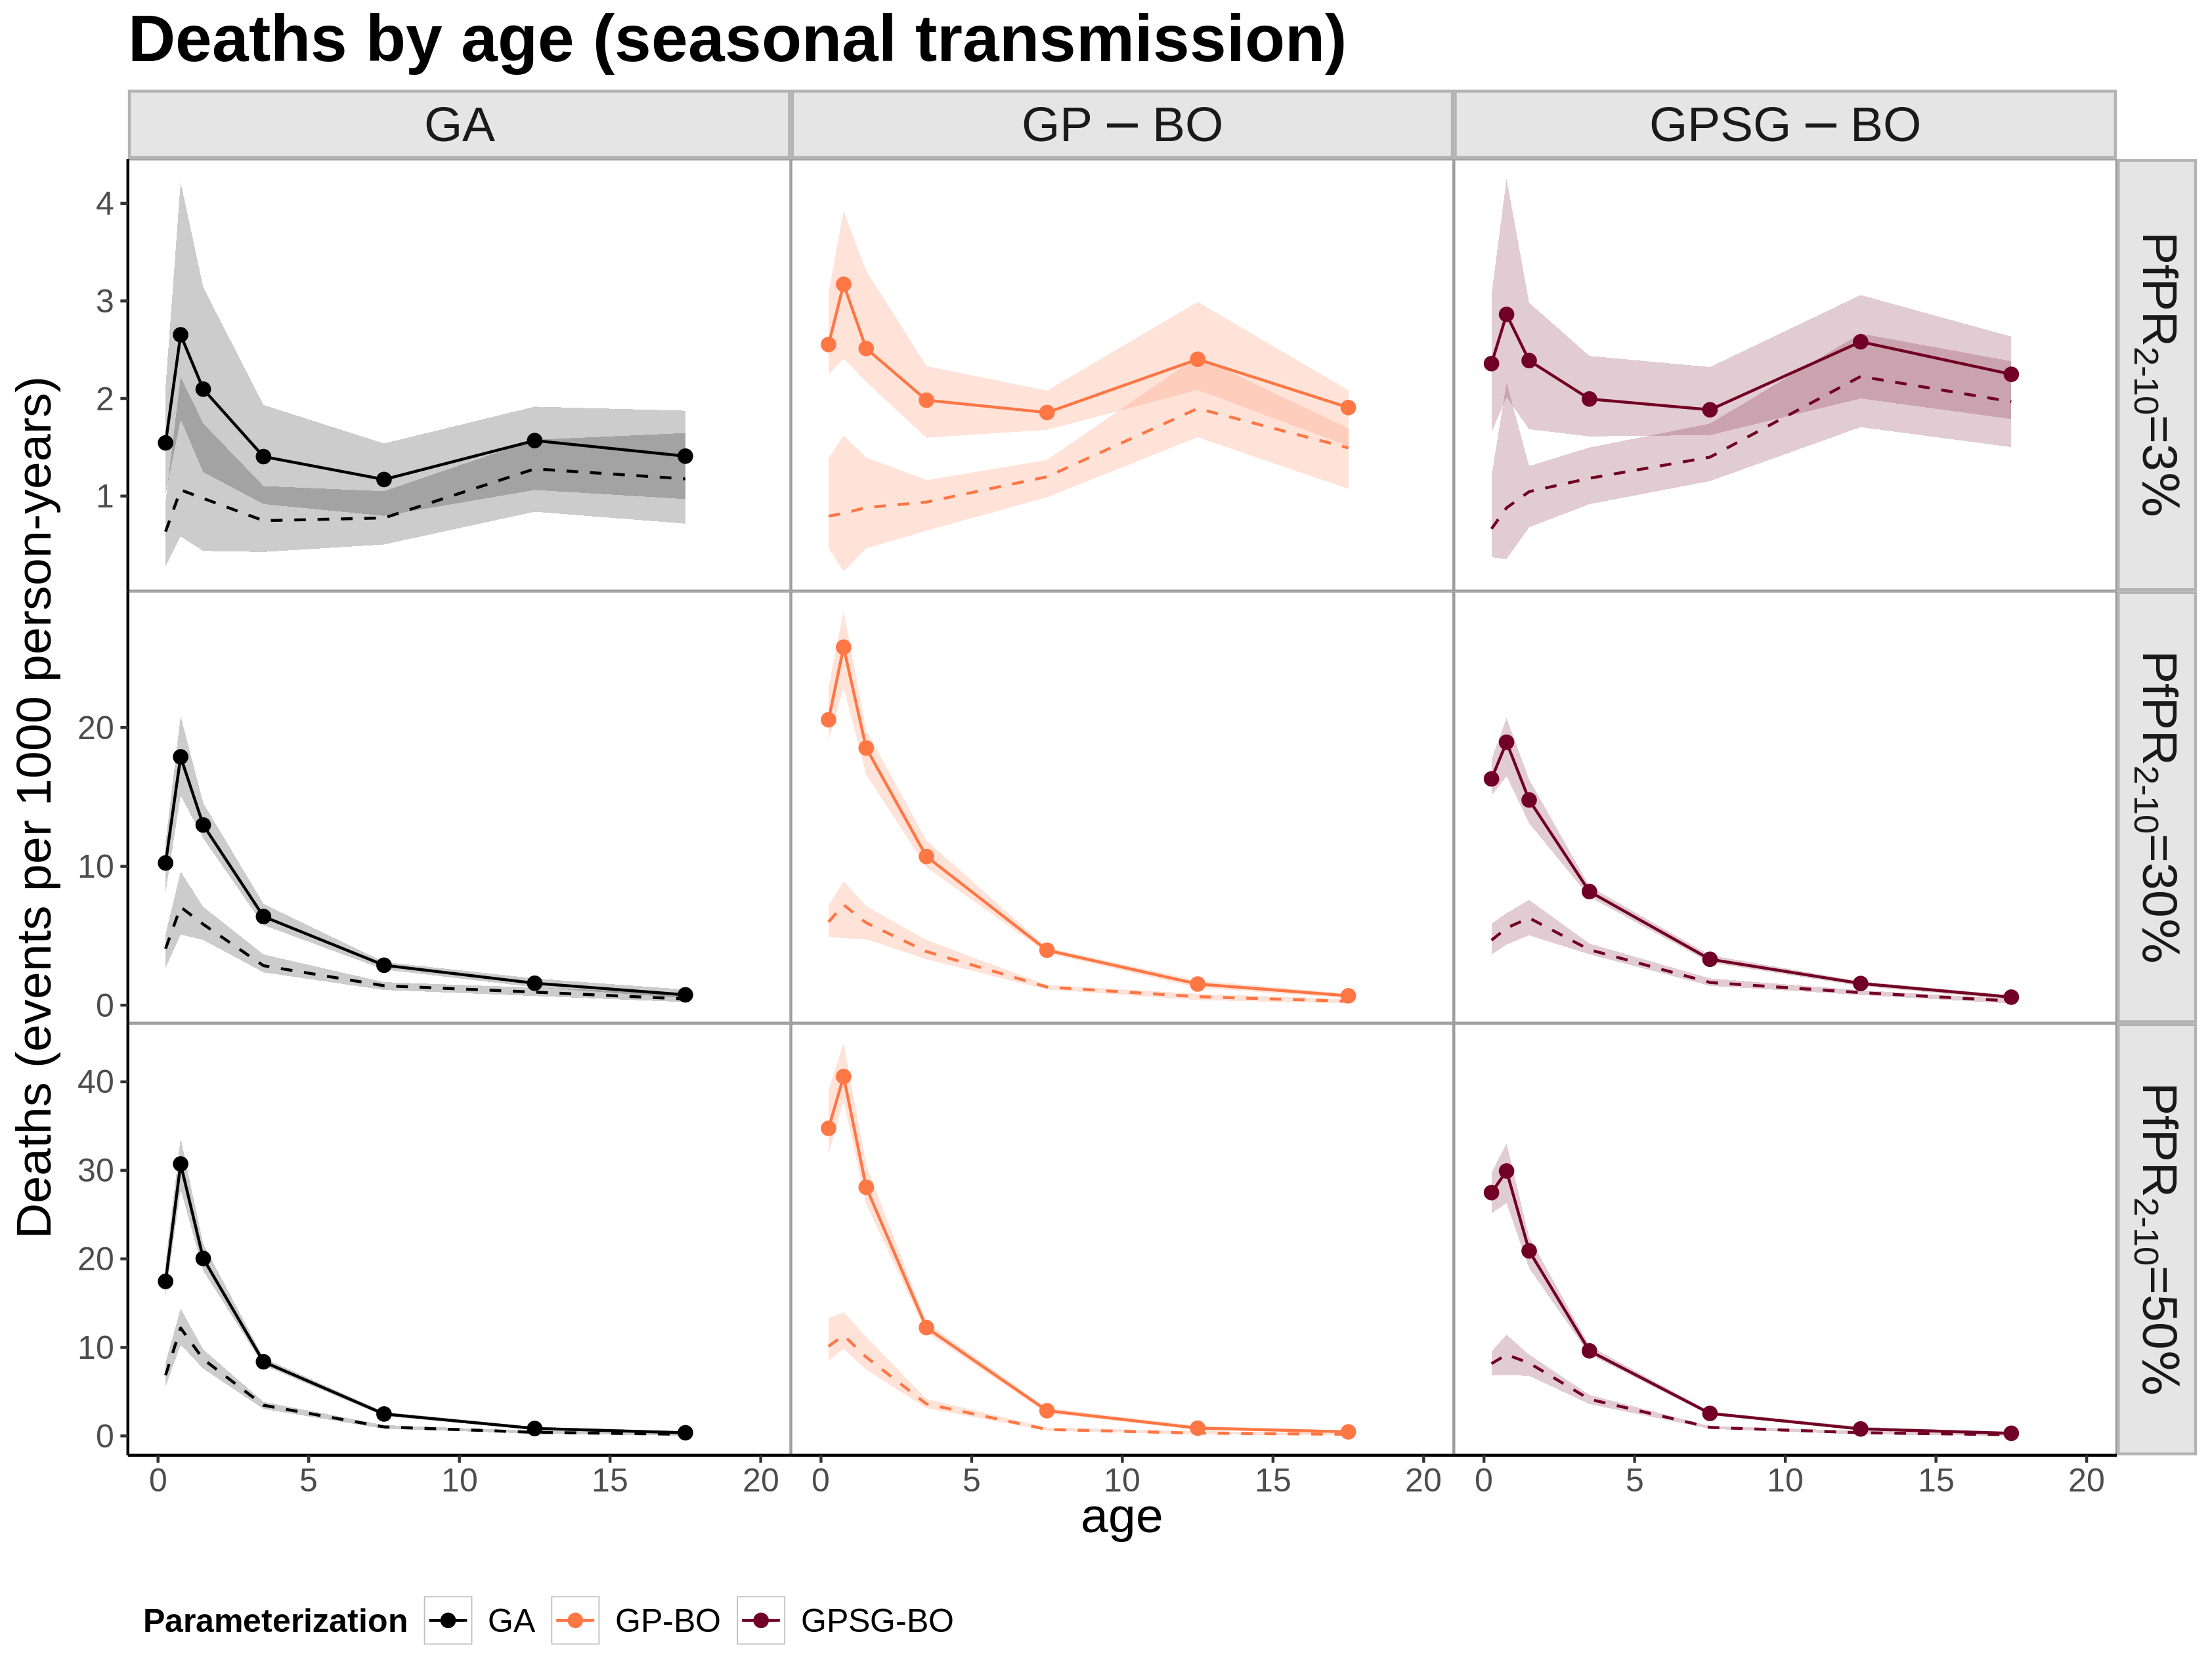 Deaths by age (seasonal transmission)
GA
GP − BO
GPSG − BO
Deaths (events per 1000 person-years)
4
3
2
1
PfPR2-10=3%
20
10
0
PfPR2-10=30%
40
30
20
10
0
PfPR2-10=50%
0 5 10 15 20 0 5 10 15 20 0 5 10 15 20
age
Parameterization GA GP-BO GPSG-BO